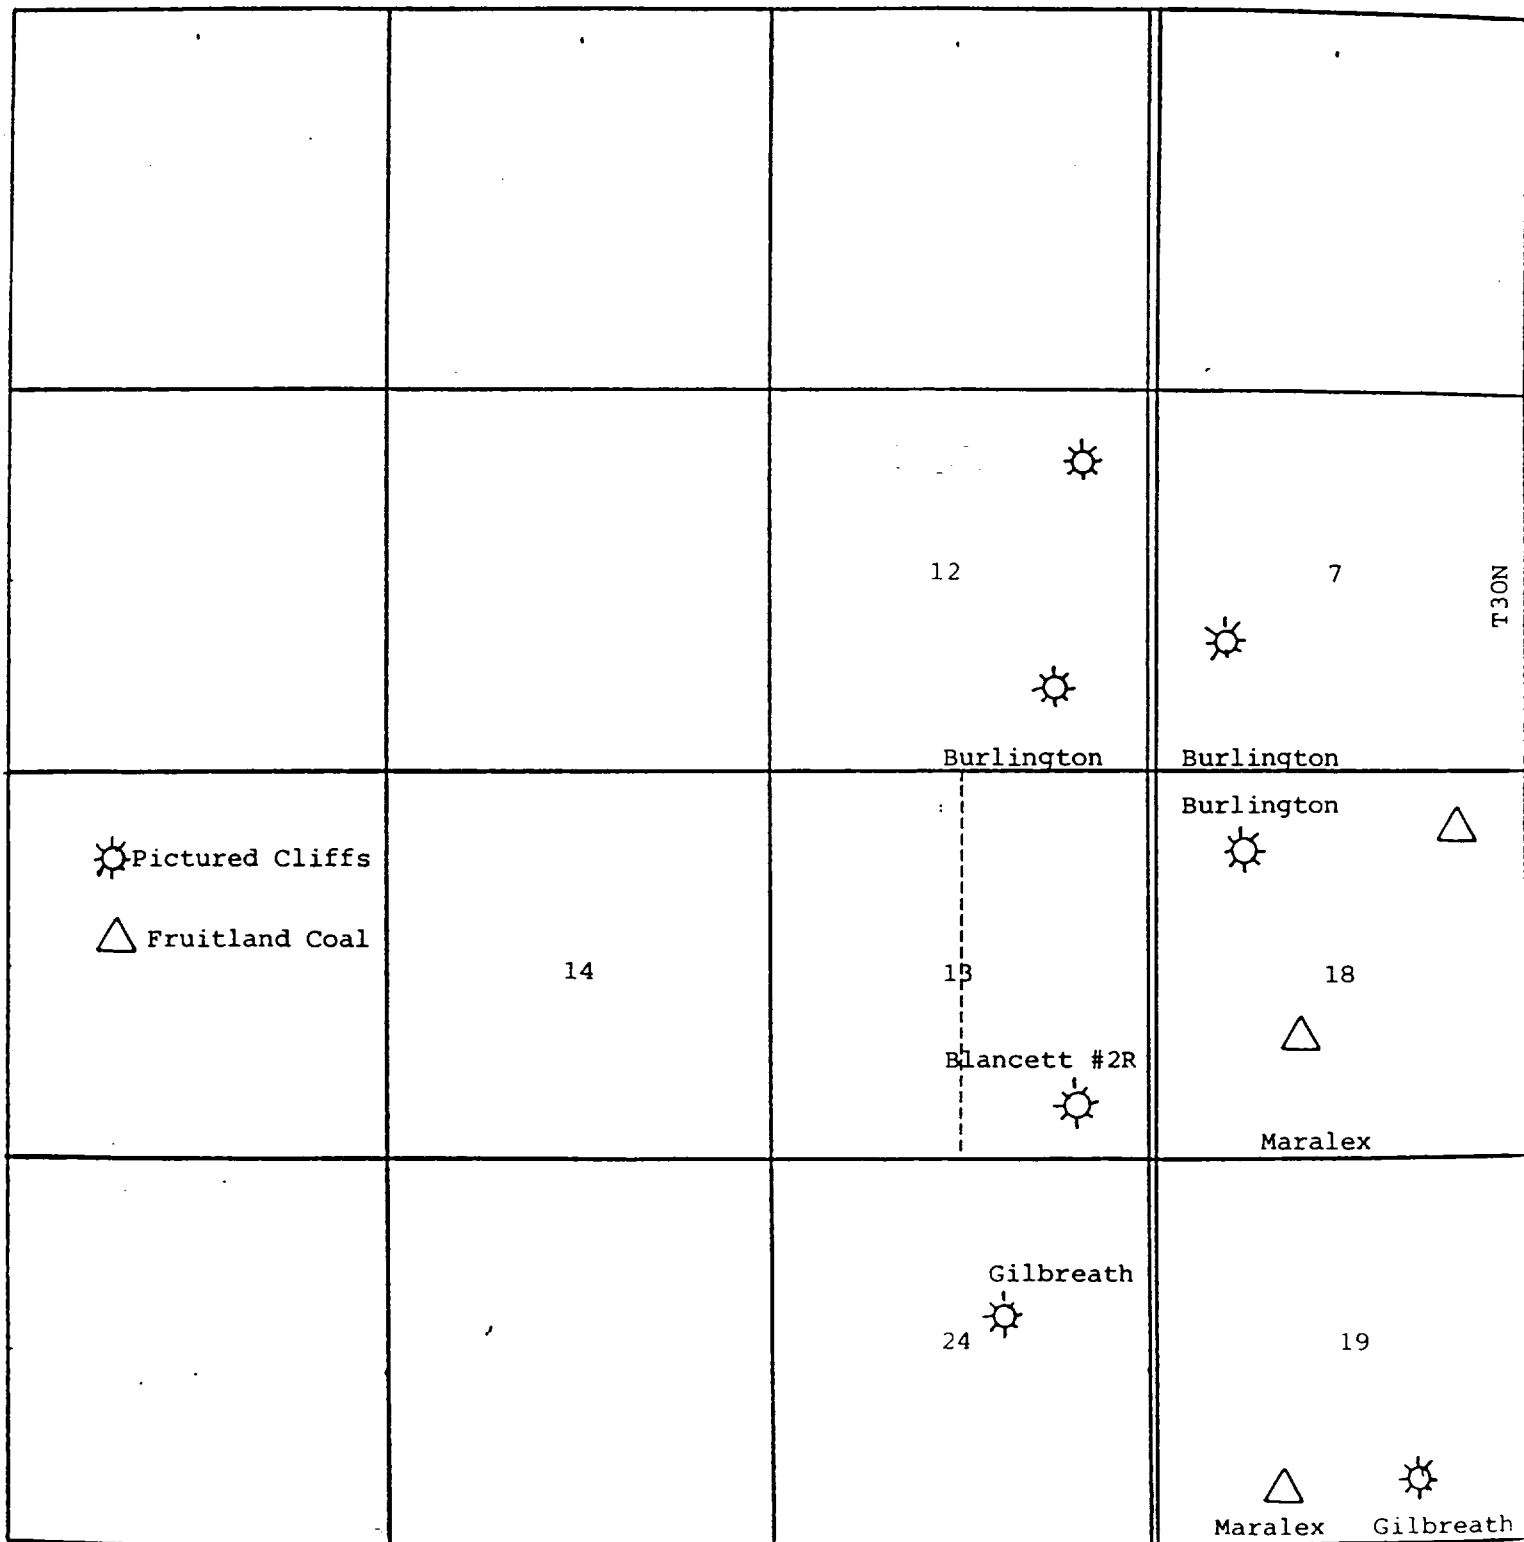 12
7
T30N
Burlington
Burlington
Burlington
Pictured Cliffs
Fruitland Coal
14
13
18
Blancett #2R
Maralex
Gilbreath
24
19
Maralex
Gilbreath